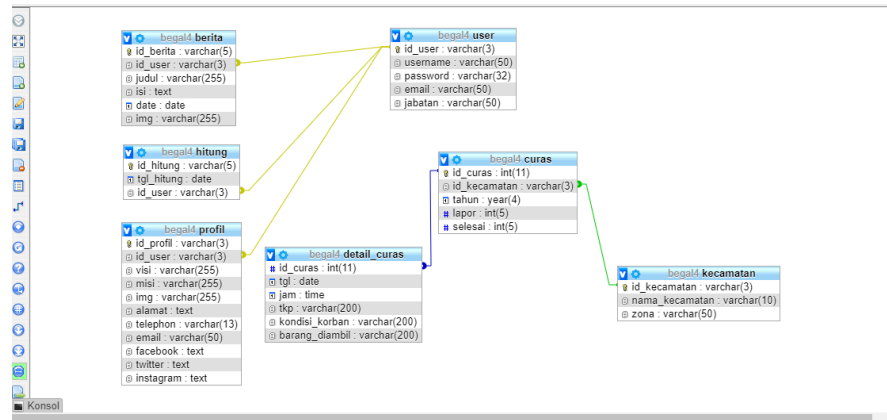 begal4 berita
id_berita : varchar(5)
id_user : varchar(3)
judul : varchar(255)
isi : text
date : date
img : varchar(255)
begal4 user
id_user : varchar(3)
username : varchar(50)
password : varchar(32)
email : varchar(50)
jabatan : varchar(50)
begal4 hitung
id_hitung : varchar(5)
tgl_hitung : date
id_user : varchar(3)
begal4 curas
id_curas : int(11)
id_kecamatan : varchar(3)
tahun : year(4)
lapor : int(5)
selesai : int(5)
begal4 profil
id_profil : varchar(3)
id_user : varchar(3)
visi : varchar(255)
misi : varchar(255)
img : varchar(255)
alamat : text
telephon : varchar(13)
email : varchar(50)
facebook : text
twitter : text
instagram : text
begal4 detail_curas
id_curas : int(11)
tgl : date
jam : time
tkp : varchar(200)
kondisi_korban : varchar(200)
barang_diambil : varchar(200)
begal4 kecamatan
id_kecamatan : varchar(3)
nama_kecamatan : varchar(10)
zona : varchar(50)
Konsol